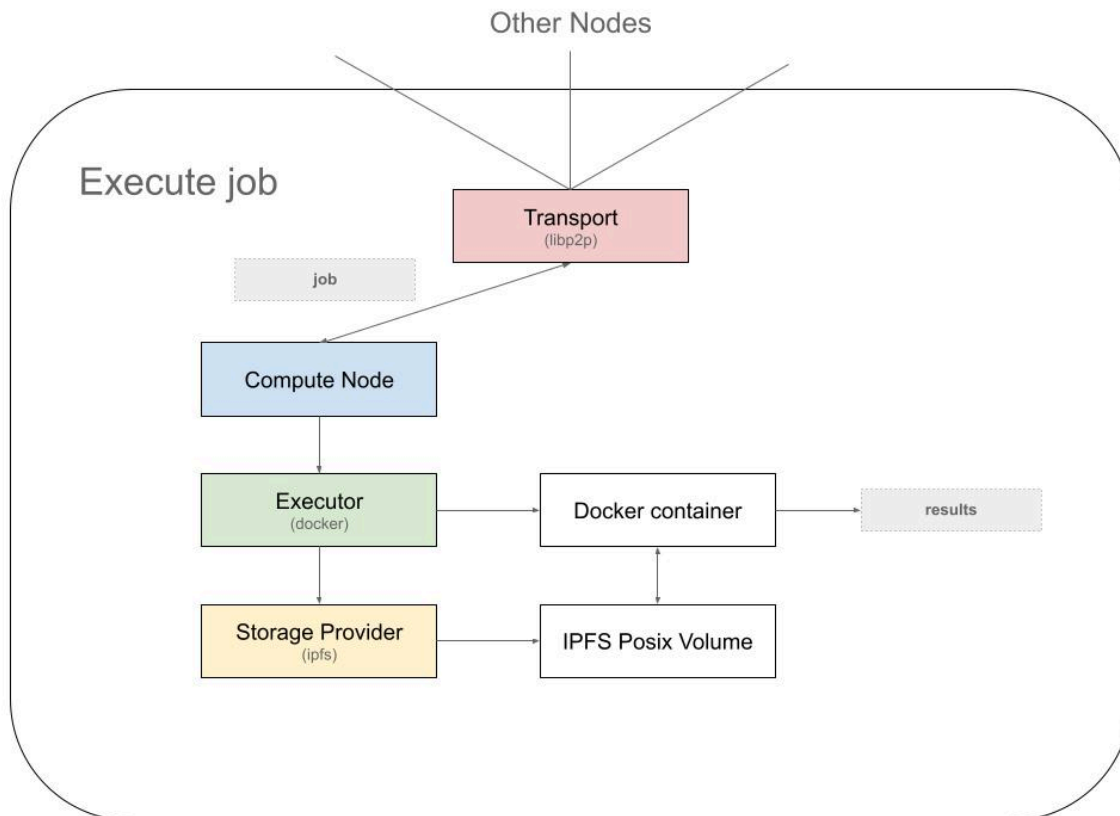 Other Nodes
Execute job
Transport
(libp2p)
job
Compute Node
Executor
(docker)
Docker container
results
Storage Provider
(ipfs)
IPFS Posix Volume